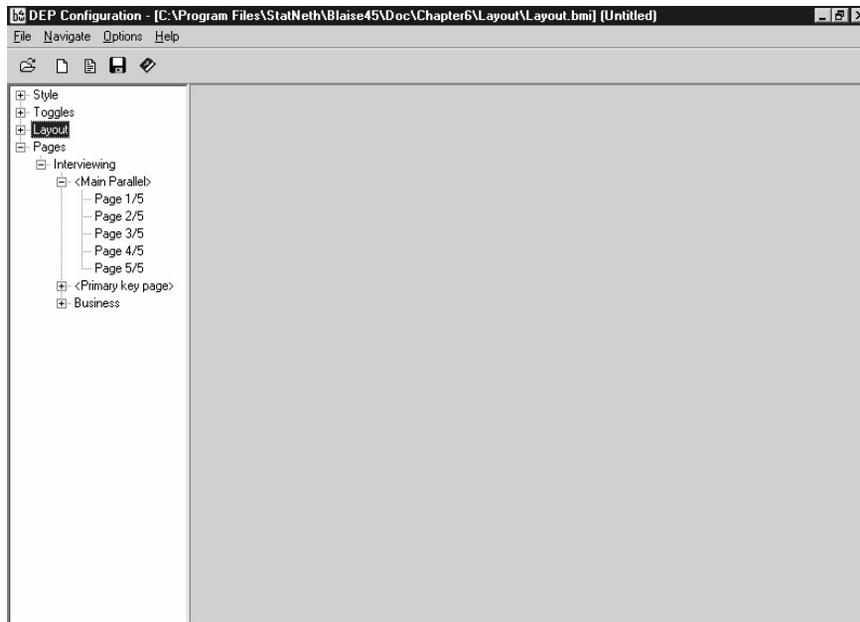 DEP Configuration - [C:\Program Files\StatNeth\Blaise45\Doc\Chapter6\Layout\Layout.bmi] (Untitled)
File Navigate Options Help
Style
Toggles
Layout
Pages
Interviewing
<Main Parallel>
Page 1/5
Page 2/5
Page 3/5
Page 4/5
Page 5/5
<Primary key page>
Business